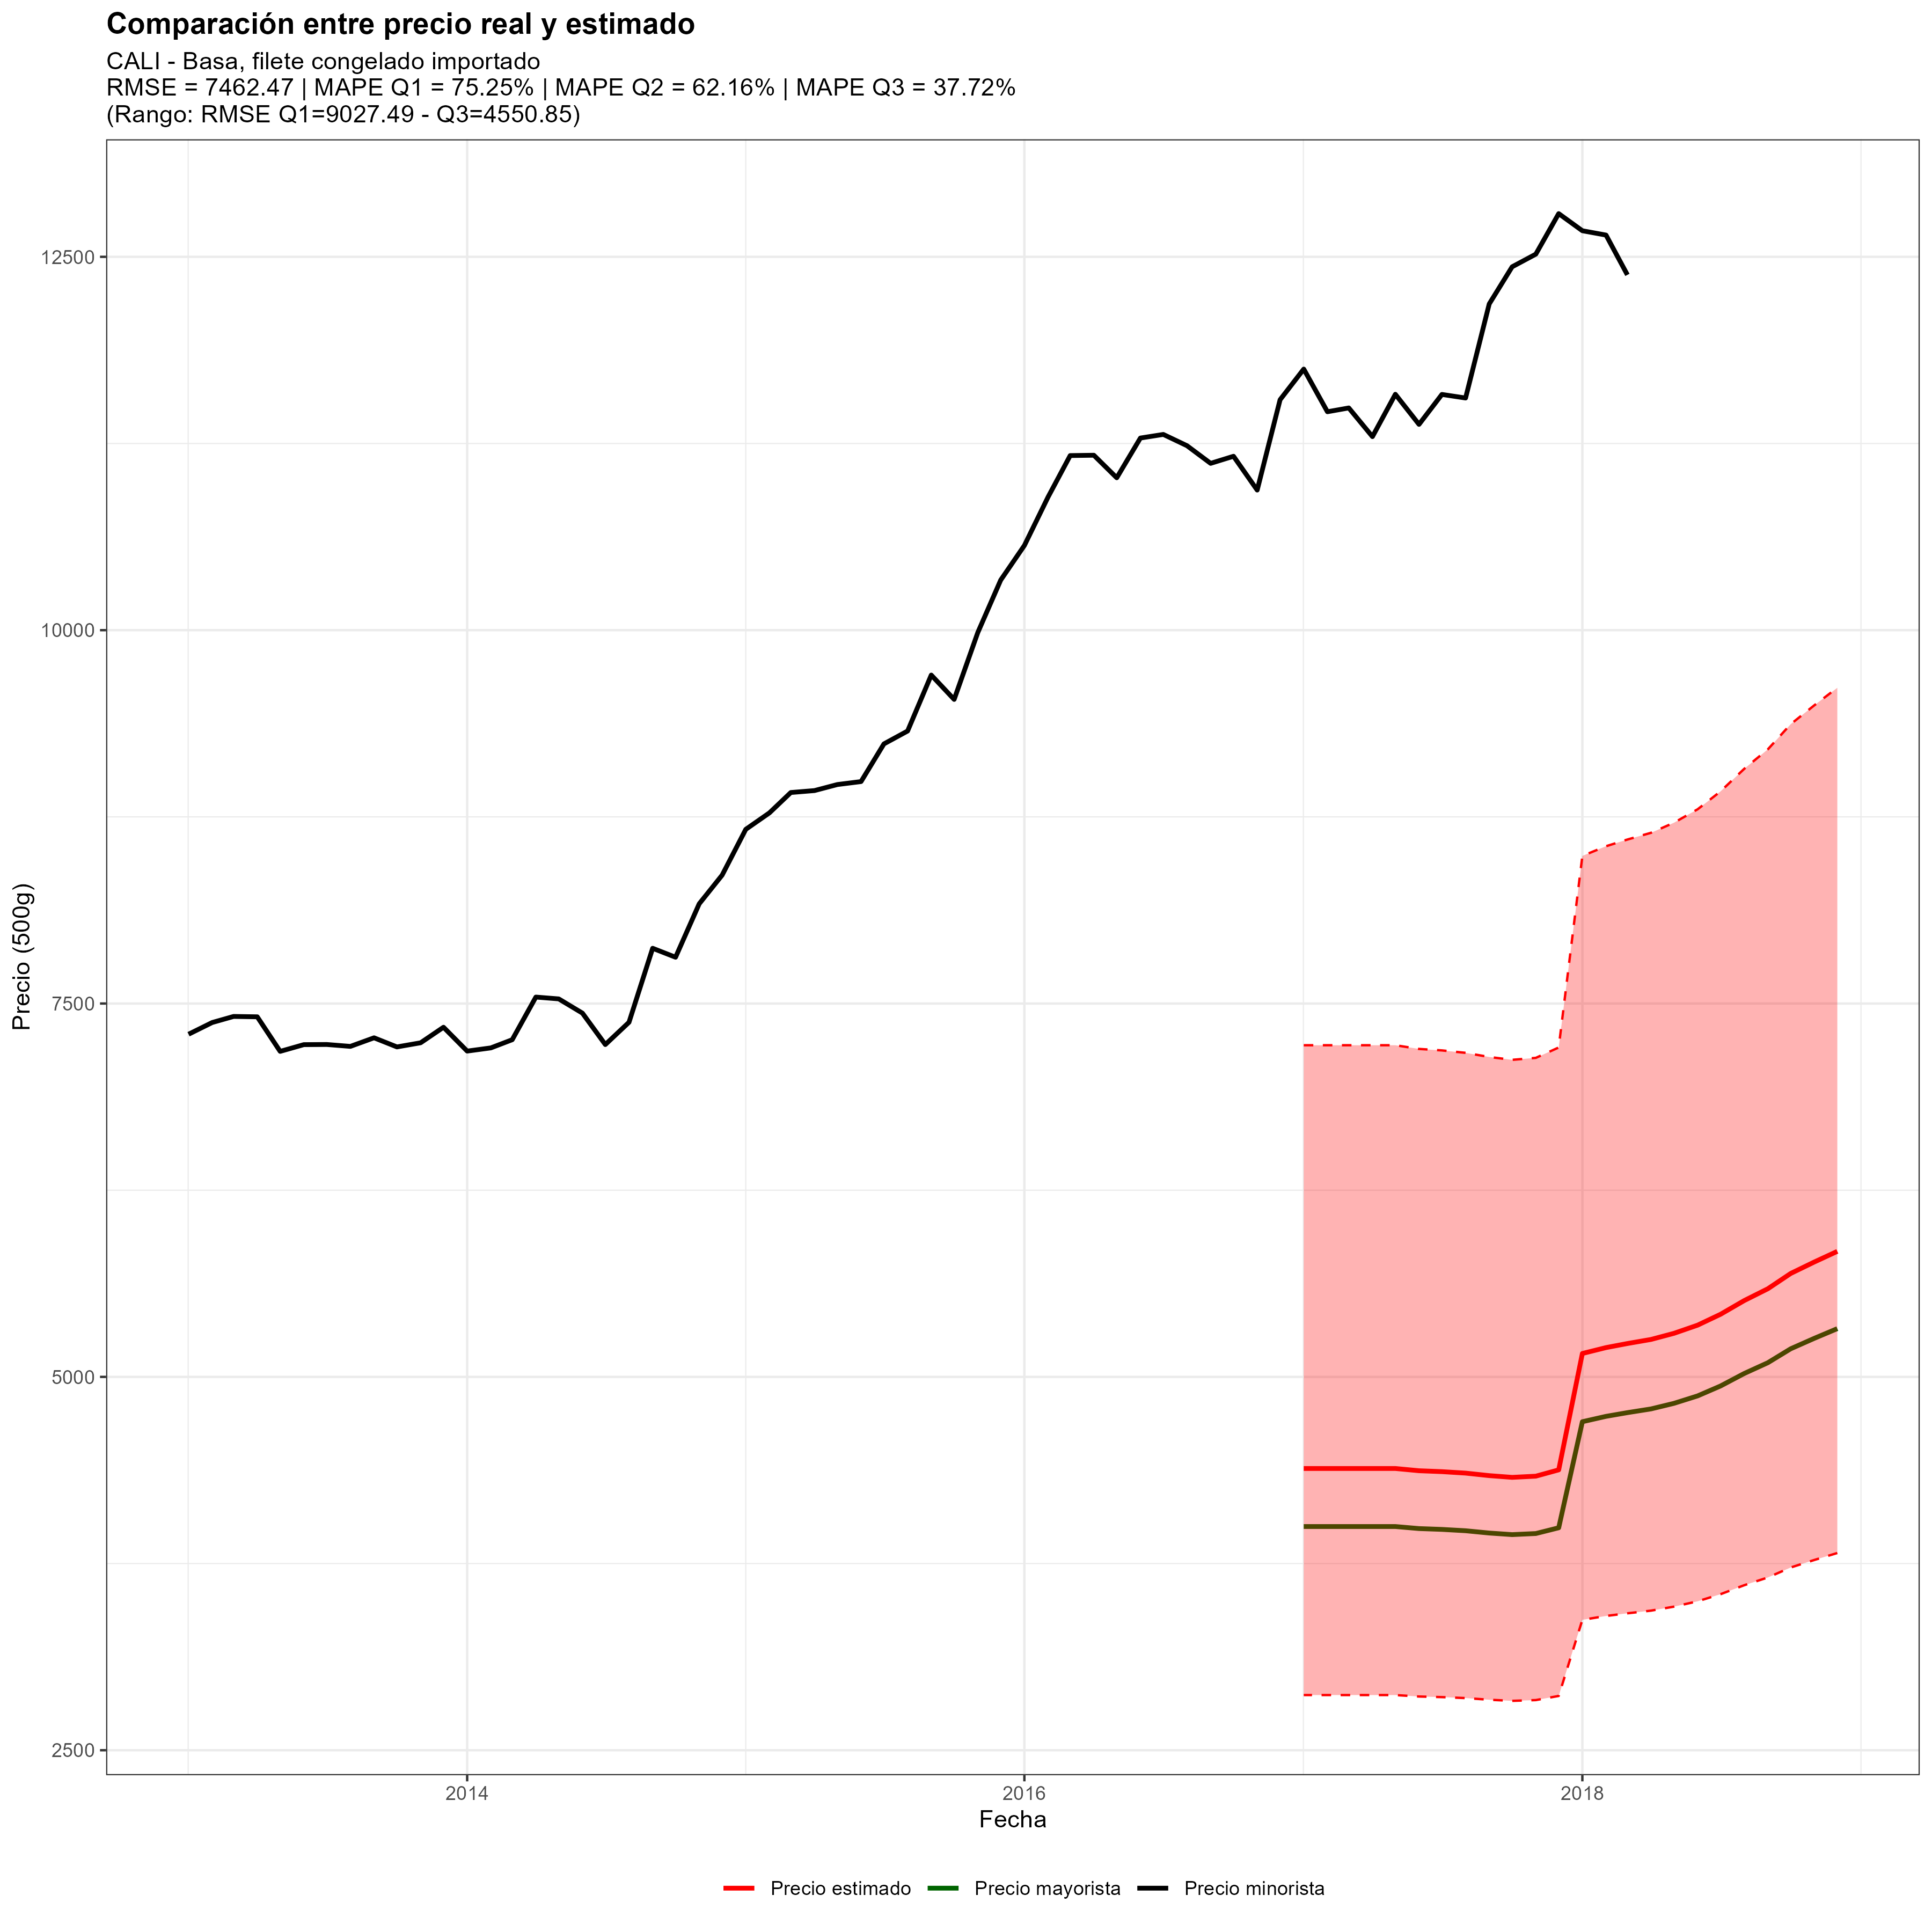 Comparación entre precio real y estimado
CALI - Basa, filete congelado importado
RMSE = 7462.47 | MAPE Q1 = 75.25% | MAPE Q2 = 62.16% | MAPE Q3 = 37.72%
(Rango: RMSE Q1=9027.49 - Q3=4550.85)
12500
10000
7500
5000
2500
Precio (500g)
2014
2016
2018
Fecha
Precio estimado
Precio mayorista
Precio minorista